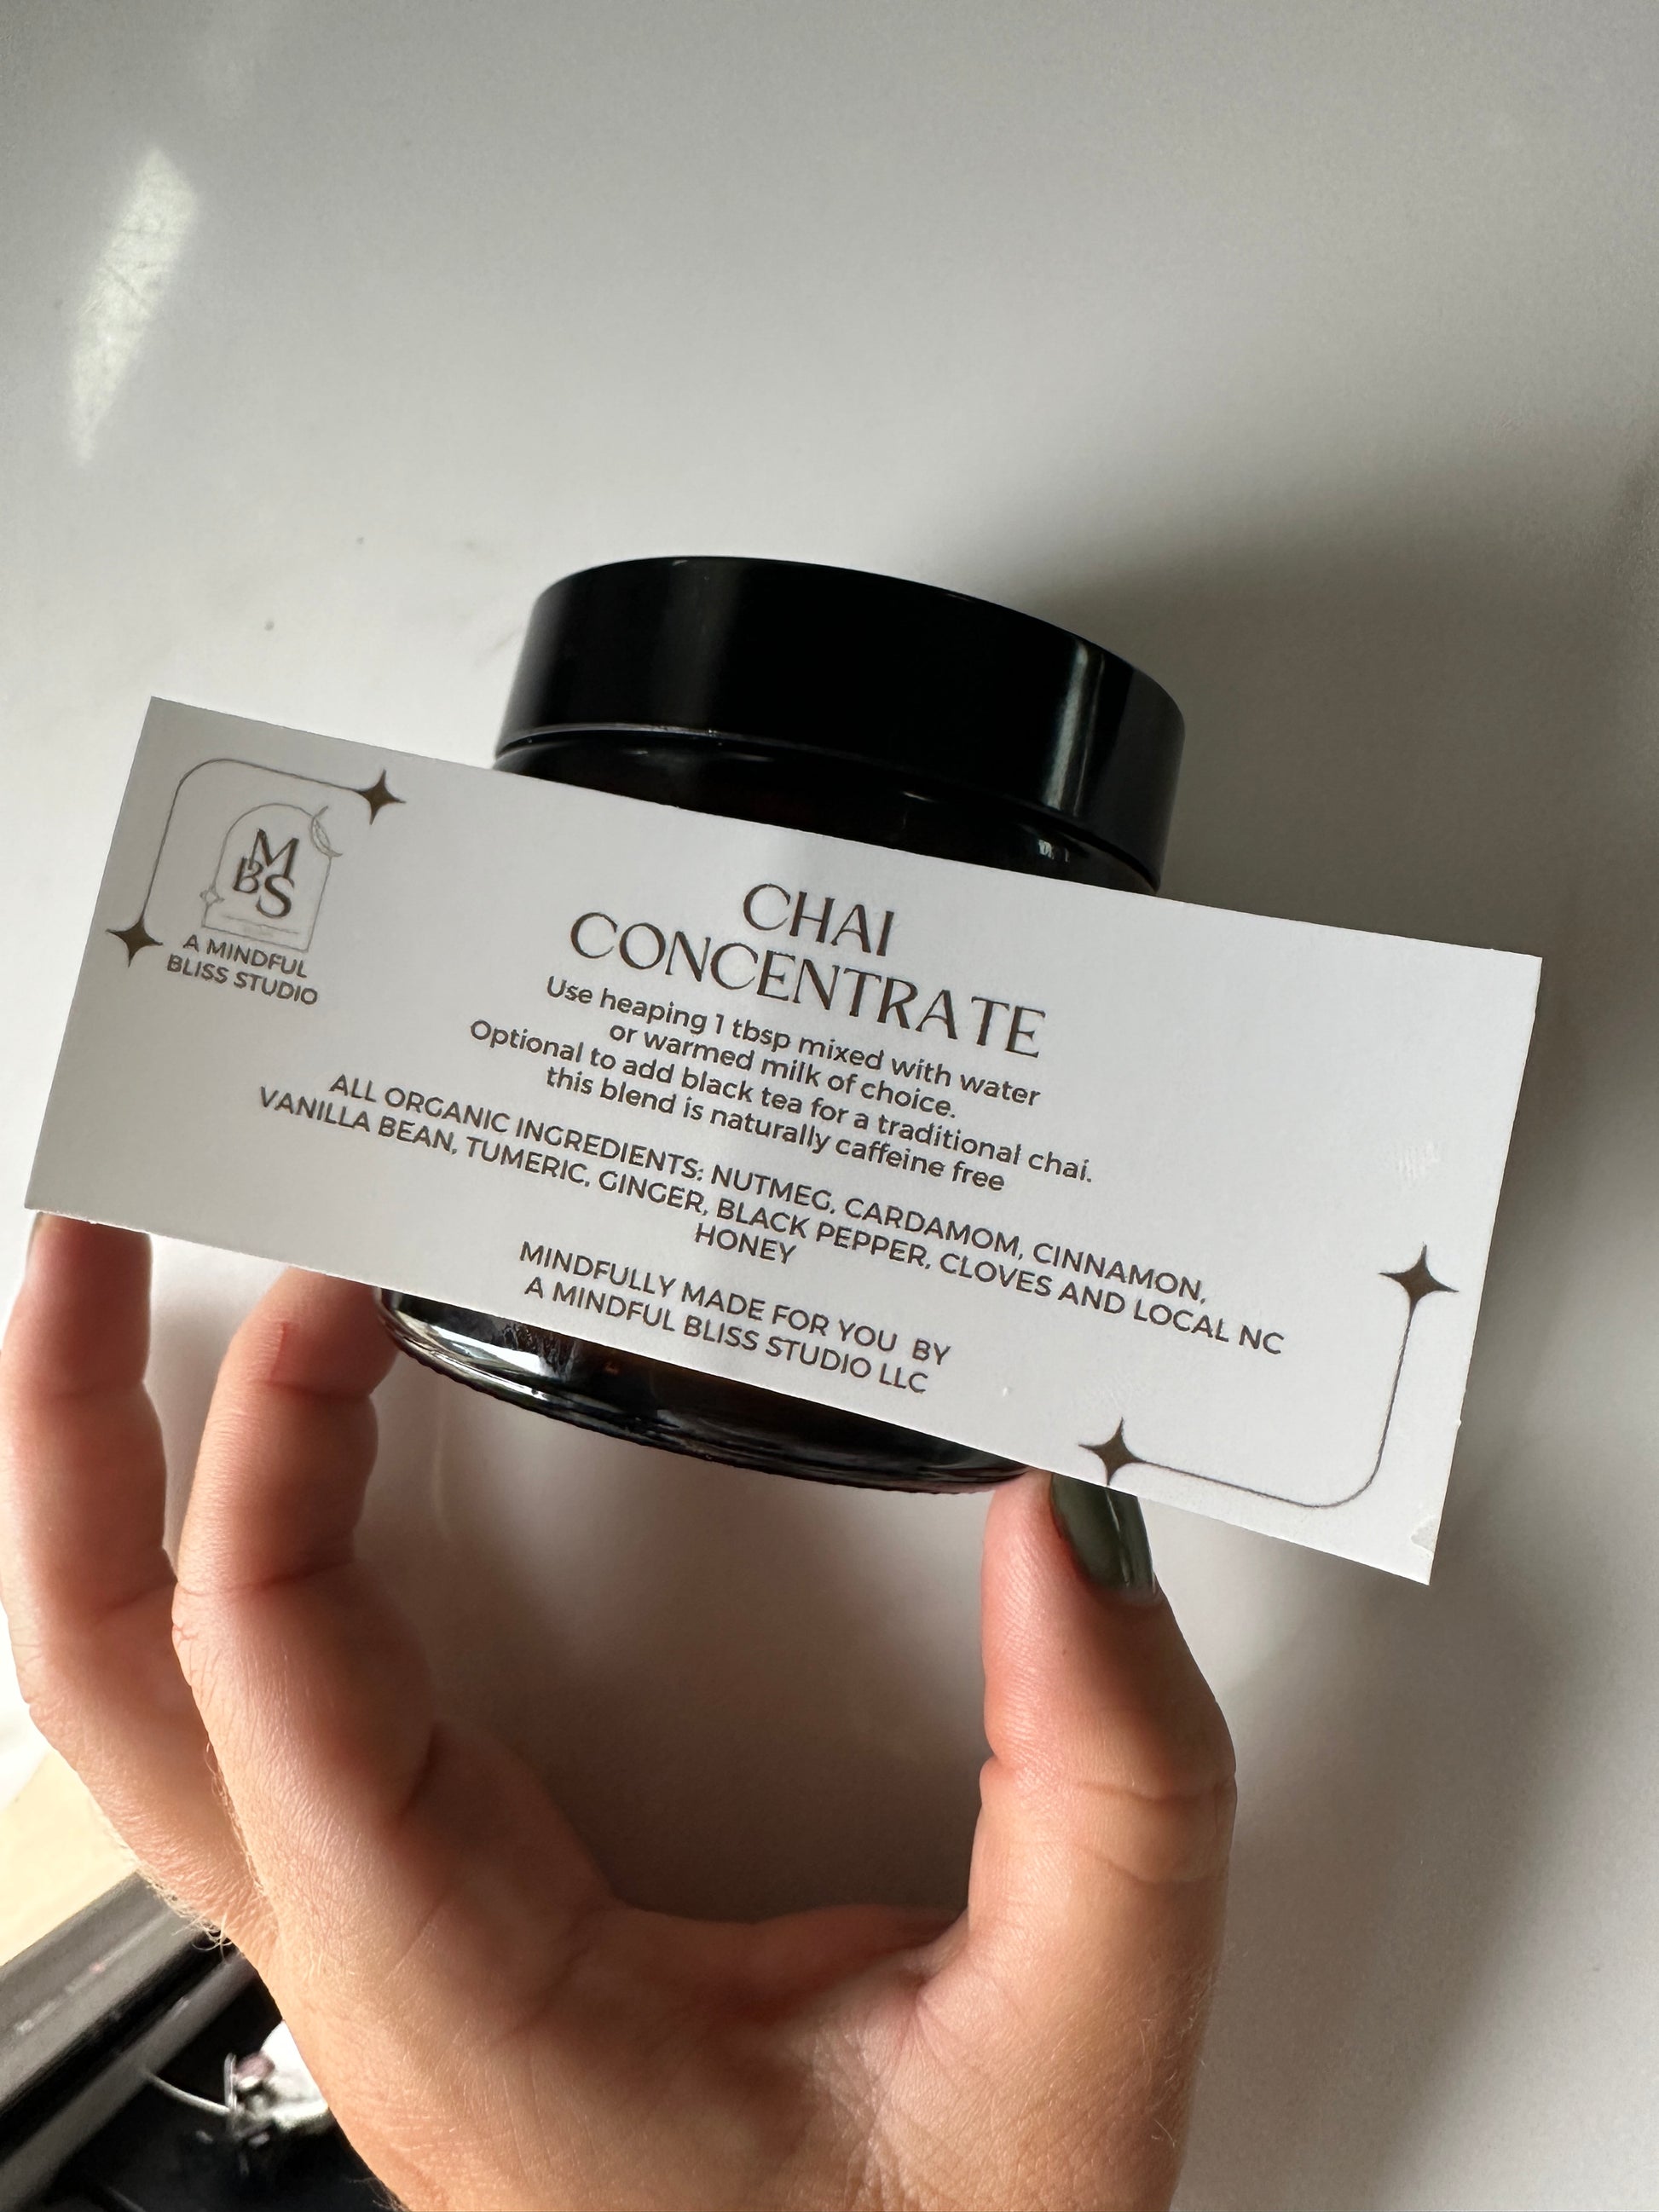 MBS
A MINDFUL
BLISS STUDIO
CHAI
CONCENTRATE
Use heaping 1 tbsp mixed with water
or warmed milk of choice.
Optional to add black tea for a traditional chai.
this blend is naturally caffeine free
ALL ORGANIC INGREDIENTS: NUTMEG, CARDAMOM, CINNAMON,
VANILLA BEAN, TUMERIC, GINGER, BLACK PEPPER, CLOVES AND LOCAL NC
HONEY
MINDFULLY MADE FOR YOU BY
A MINDFUL BLISS STUDIO LLC